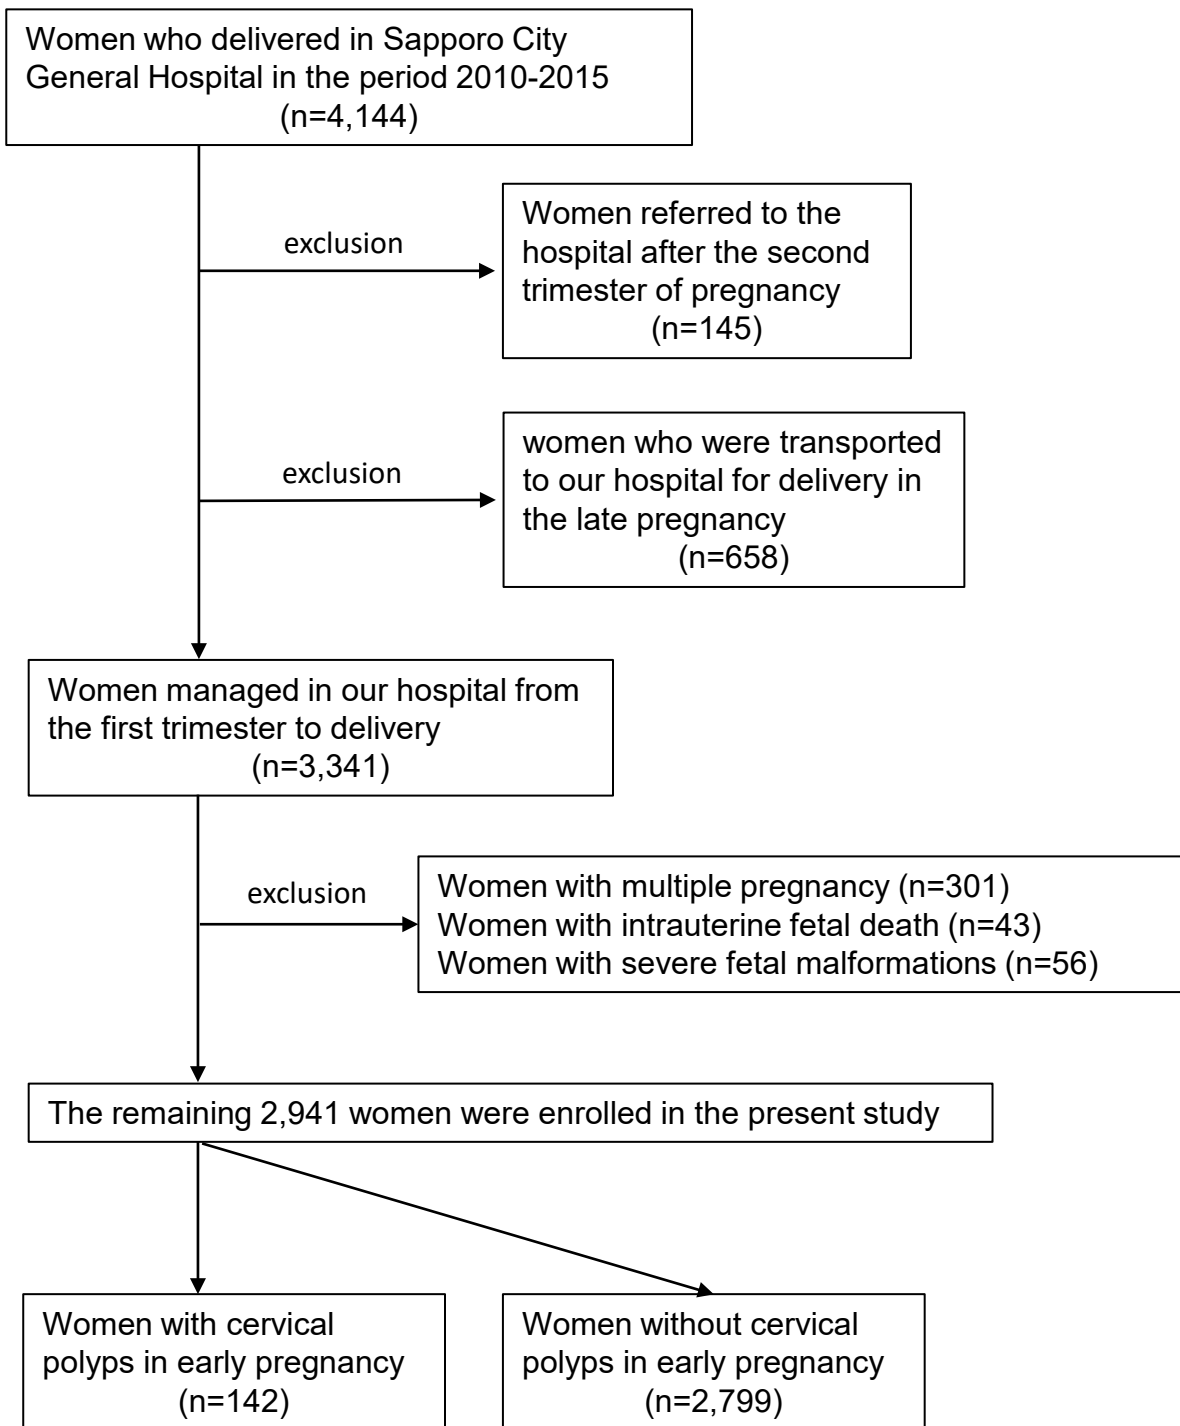 Women who delivered in Sapporo City
General Hospital in the period 2010-2015
(n=4,144)
exclusion
Women referred to the
hospital after the second
trimester of pregnancy
(n=145)
exclusion
women who were transported
to our hospital for delivery in
the late pregnancy
(n=658)
Women managed in our hospital from
the first trimester to delivery
(n=3,341)
exclusion
Women with multiple pregnancy (n=301)
Women with intrauterine fetal death (n=43)
Women with severe fetal malformations (n=56)
The remaining 2,941 women were enrolled in the present study
Women with cervical
polyps in early pregnancy
(n=142)
Women without cervical
polyps in early pregnancy
(n=2,799)